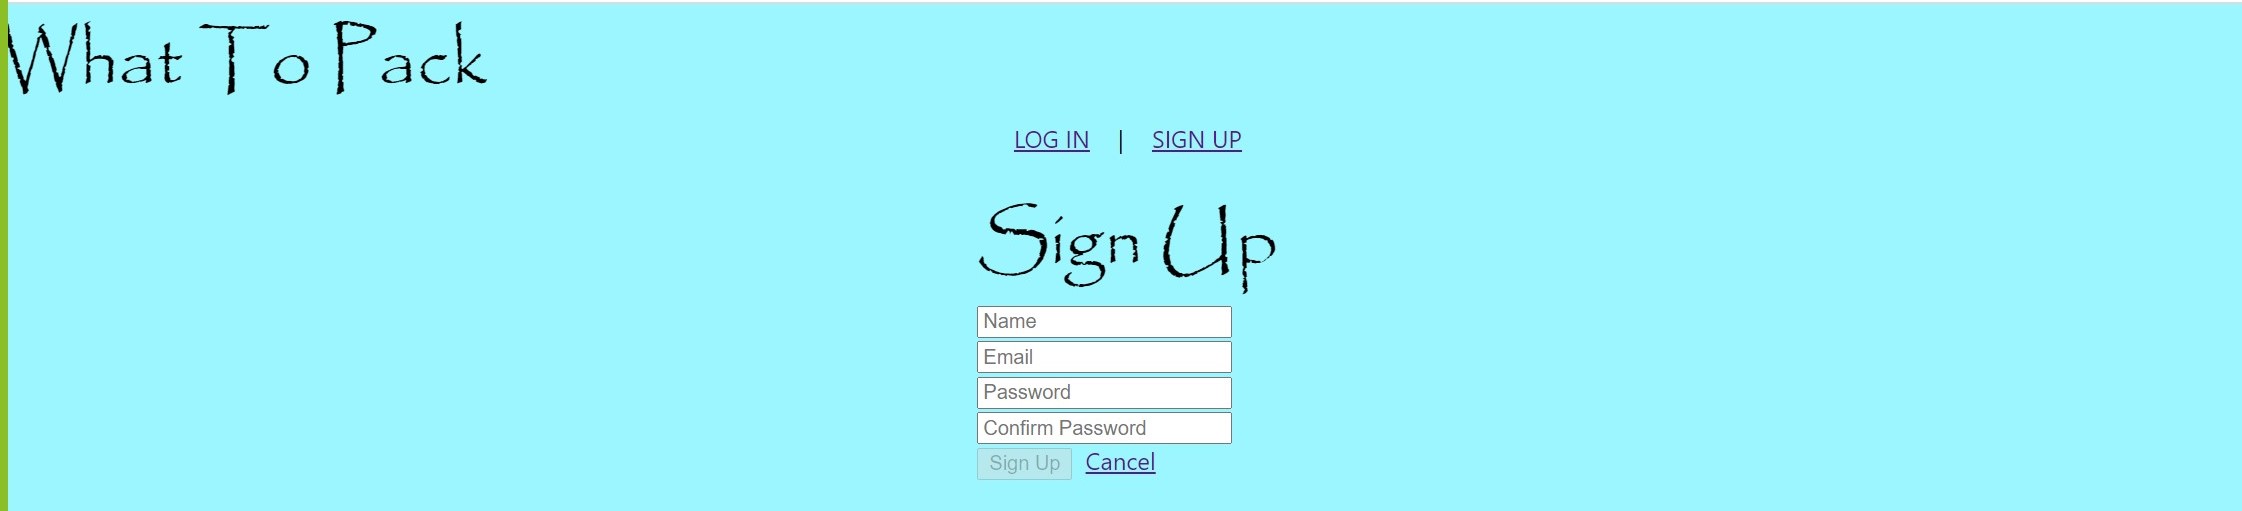 What To Pack
LOG IN | SIGN UP
Sign Up
Name
Email
Password
Confirm Password
Sign Up Cancel